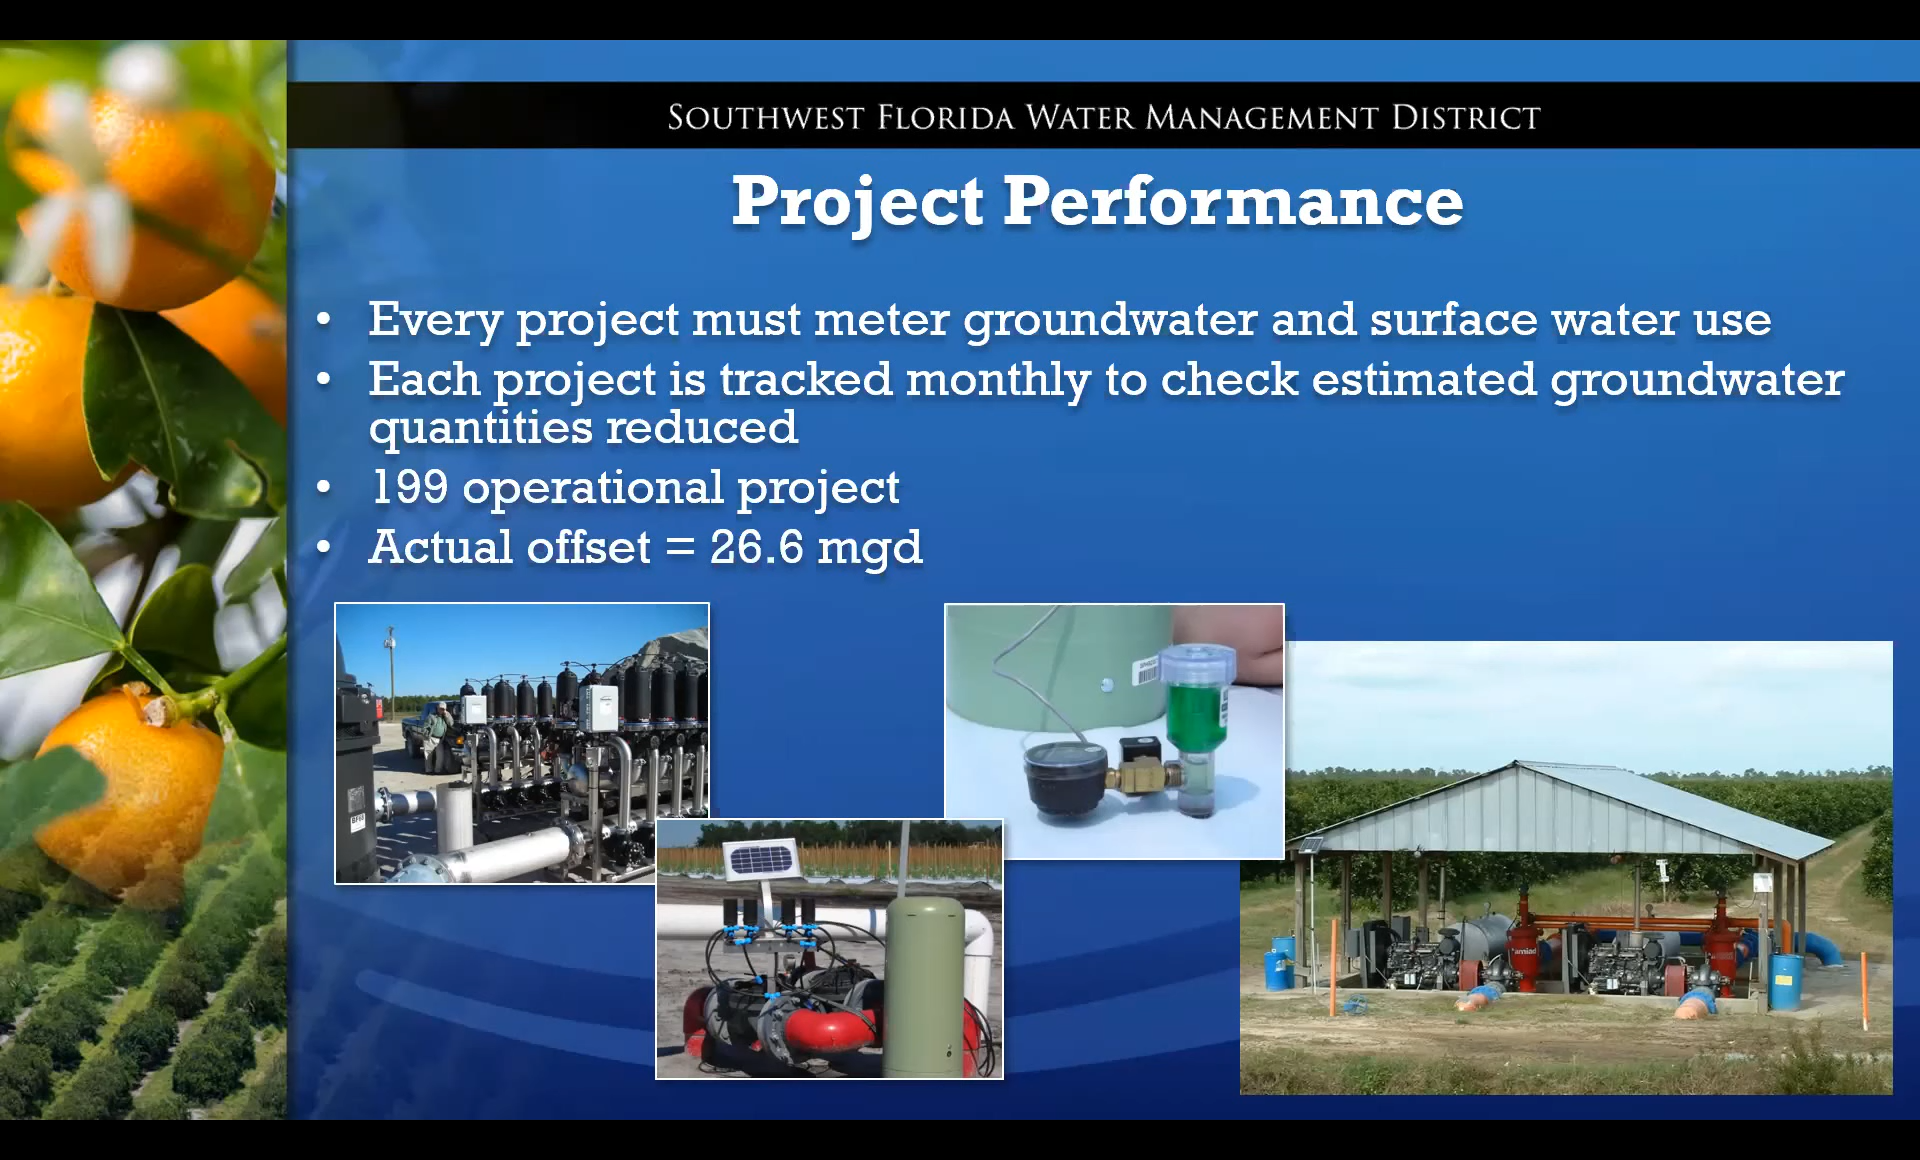 SOUTHWEST FLORIDA WATER MANAGEMENT DISTRICT
Project Performance
• Every project must meter groundwater and surface water use
• Each project is tracked monthly to check estimated groundwater
quantities reduced
• 199 operational project
• Actual offset = 26.6 mgd
amiad